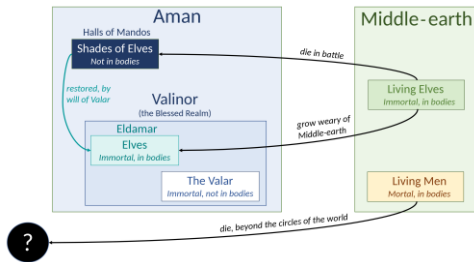 Aman
Halls of Mandos
Shades of Elves
Not in bodies
restored, by
will of Valar
Valinor
(the Blessed Realm)
Eldamar
Elves
Immortal, in bodies
The Valar
Immortal, not in bodies
Middle-earth
die in battle
Living Elves
Immortal, in bodies
grow weary of
Middle-earth
Living Men
Mortal, in bodies
die, beyond the circles of the world
?